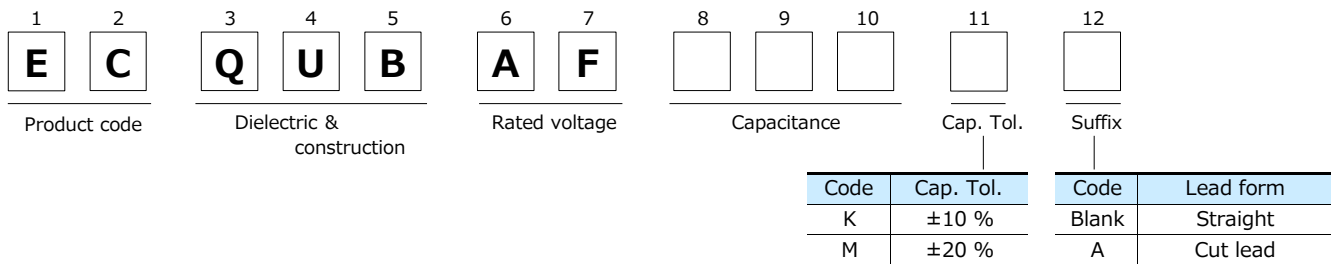 1 2 3 4 5 6 7 8 9 10 11 12
E C Q U B A F
Product code Dielectric & Rated voltage Capacitance Cap. Tol. Suffix
construction
Code Cap. Tol. Code Lead form
K ±10 % Blank Straight
M ±20 % A Cut lead